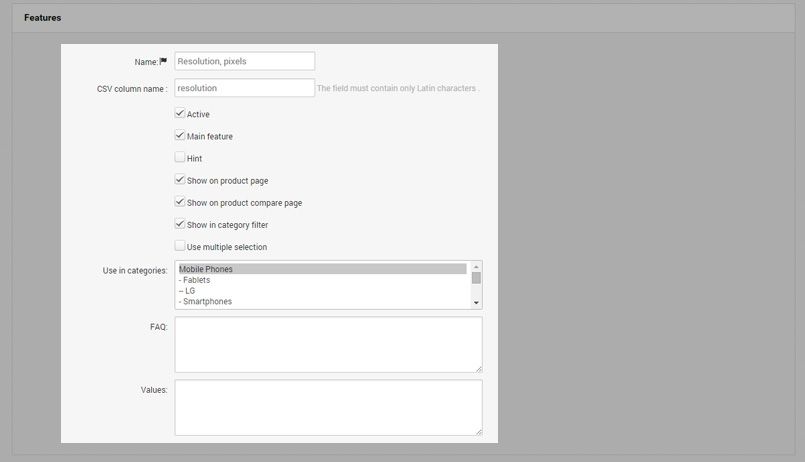 Features
Name:
Resolution, pixels
CSV column name :
resolution
The field must contain only Latin characters .
Active
Main feature
Hint
Show on product page
Show on product compare page
Show in category filter
Use multiple selection
Use in categories:
Mobile Phones
- Fablets
-- LG
- Smartphones
FAQ:
Values: